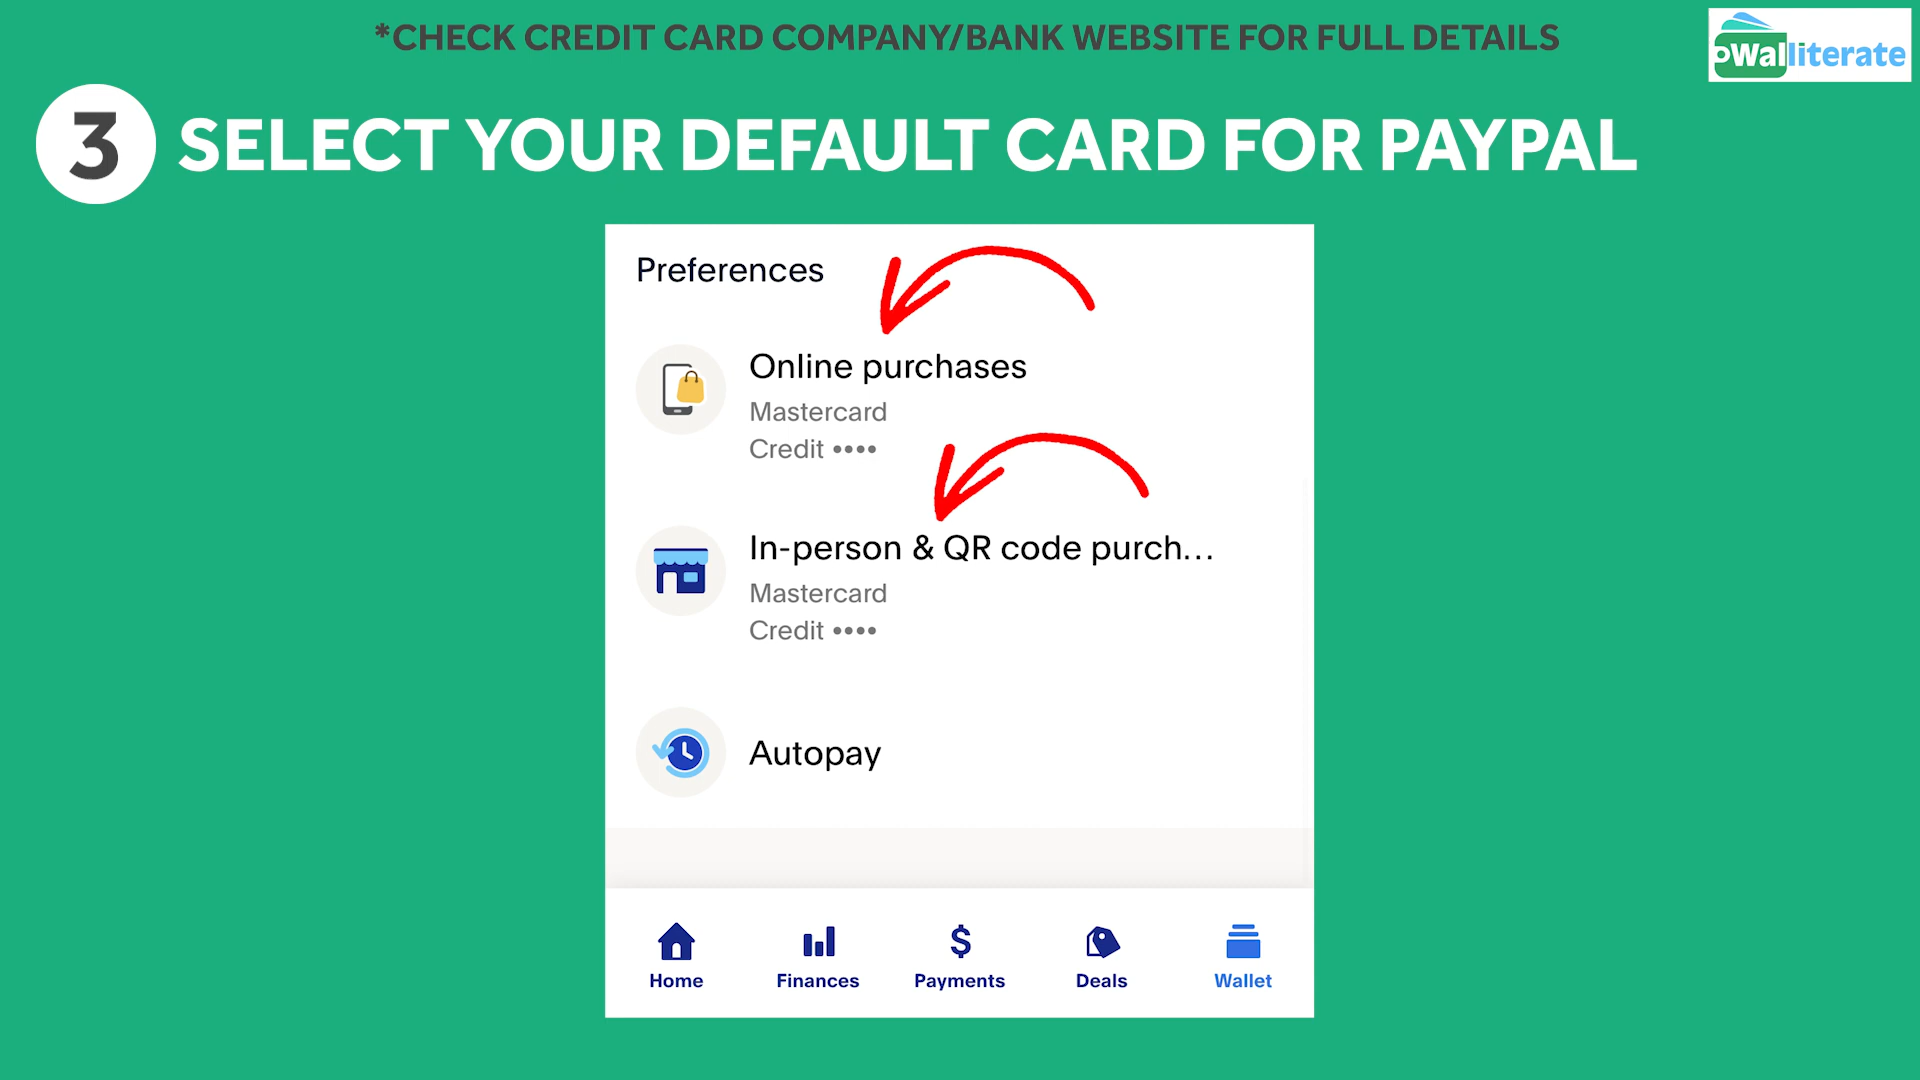 *CHECK CREDIT CARD COMPANY/BANK WEBSITE FOR FULL DETAILS
Walliterate
3 SELECT YOUR DEFAULT CARD FOR PAYPAL
Preferences
Online purchases
Mastercard
Credit ••••
In-person & QR code purch...
Mastercard
Credit ••••
Autopay
Home Finances Payments Deals Wallet